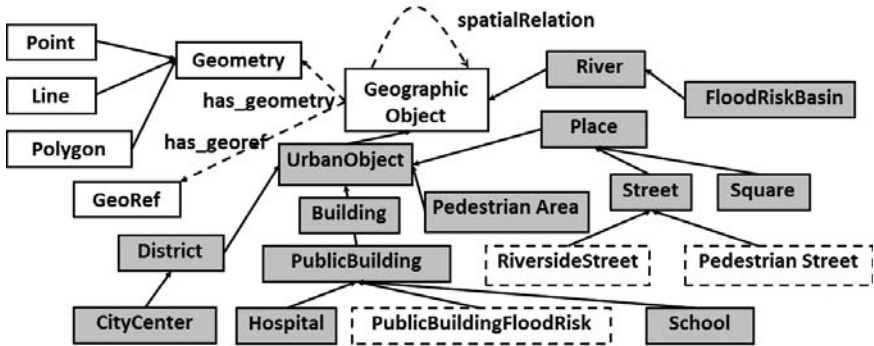 spatialRelation
Point
Geometry
River
Line
has_geometry
Geographic
Object
FloodRiskBasin
Polygon
has_georef
UrbanObject
Place
GeoRef
Building
Pedestrian Area
Street
Square
District
PublicBuilding
RiversideStreet
Pedestrian Street
CityCenter
Hospital
PublicBuildingFloodRisk
School